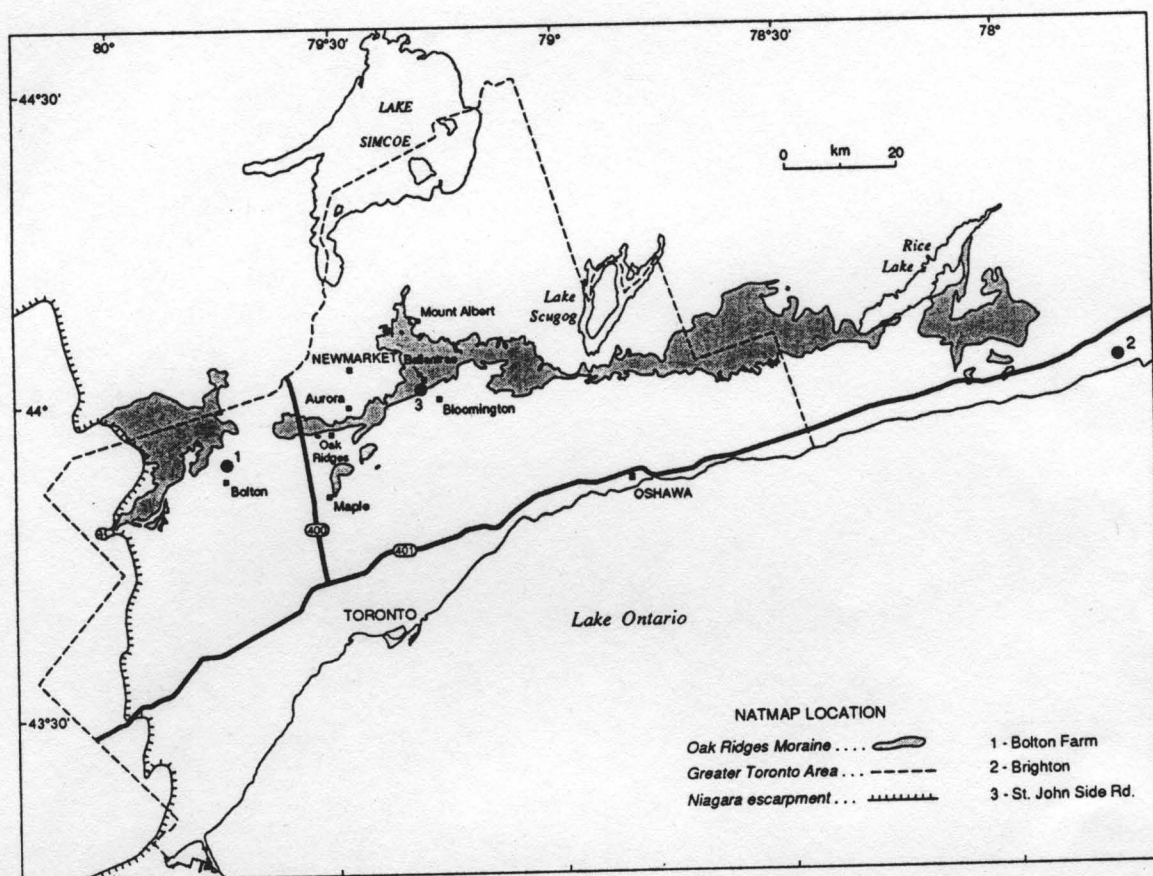 80°
79°30'
79°
78°30'
78°
44°30'
LAKE
SIMCOE
0 km 20
Rice
Lake
Lake
Scugog
Mount Albert
NEWMARKET
Ballantrae
44°
Aurora
3
Bloomington
2
Oak
Ridges
1
Bolton
Maple
OSHAWA
400
401
TORONTO
Lake Ontario
43°30'
NATMAP LOCATION
Oak Ridges Moraine ....
Greater Toronto Area ...
Niagara escarpment ...
1 - Bolton Farm
2 - Brighton
3 - St. John Side Rd.